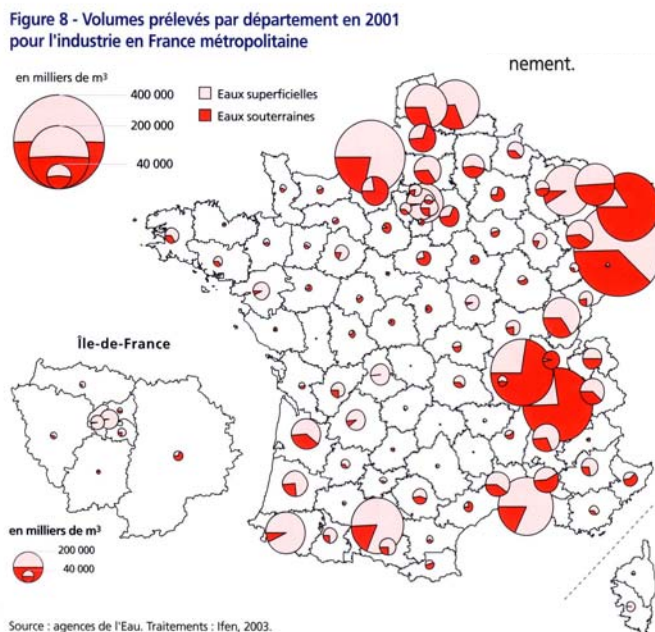 Figure 8 - Volumes prélevés par département en 2001
pour l'industrie en France métropolitaine
nement.
en milliers de m³
400 000
200 000
40 000
Eaux superficielles
Eaux souterraines
Île-de-France
en milliers de m³
200 000
40 000
Source : agences de l'Eau. Traitements : Ifen, 2003.